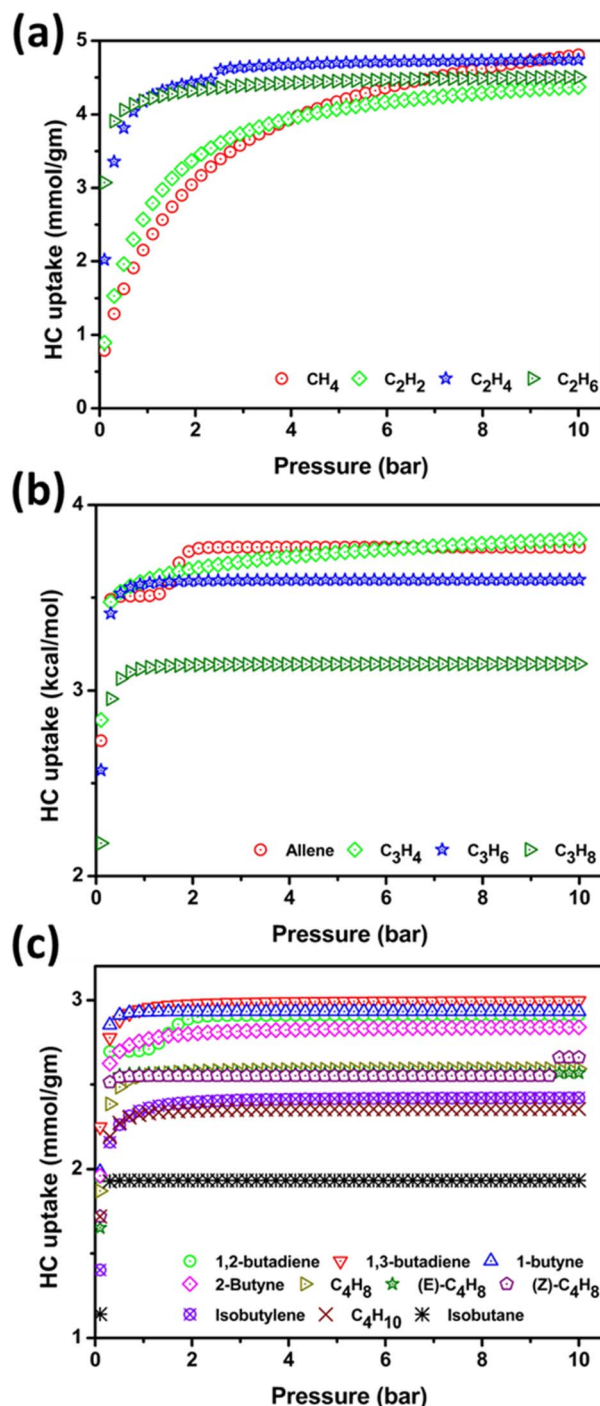 (a)
HC uptake (mmol/gm)
5
4
3
2
1
0
CH4 C2H2 C2H4 C2H6
0 2 4 6 8 10
Pressure (bar)
(b)
HC uptake (kcal/mol)
4
3
2
Allene C3H4 C3H6 C3H8
0 2 4 6 8 10
Pressure (bar)
(c)
HC uptake (mmol/gm)
3
2
1
1,2-butadiene 1,3-butadiene 1-butyne
2-Butyne C4H8 (E)-C4H8 (Z)-C4H8
Isobutylene C4H10 Isobutane
0 2 4 6 8 10
Pressure (bar)